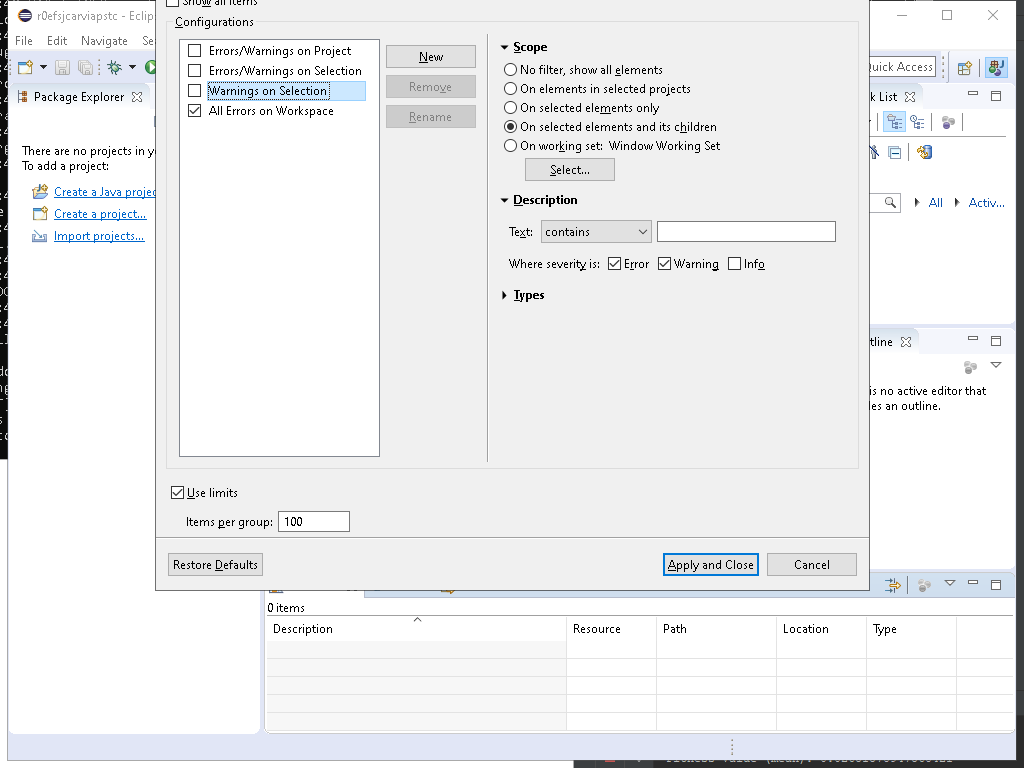 r0efsjcarviapstc - Eclip
Show all items
File Edit Navigate Se
Configurations
Errors/Warnings on Project
Errors/Warnings on Selection
Warnings on Selection
All Errors on Workspace
New
Remove
Rename
Scope
No filter, show all elements
On elements in selected projects
On selected elements only
On selected elements and its children
On working set: Window Working Set
Select...
Description
Text: contains
Where severity is: Error Warning Info
Types
Use limits
Items per group: 100
Restore Defaults
Apply and Close
Cancel
Package Explorer
There are no projects in y
To add a project:
Create a Java projec
Create a project...
Import projects...
Quick Access
k List
All Activ...
tline
is no active editor that
les an outline.
0 items
Description Resource Path Location Type